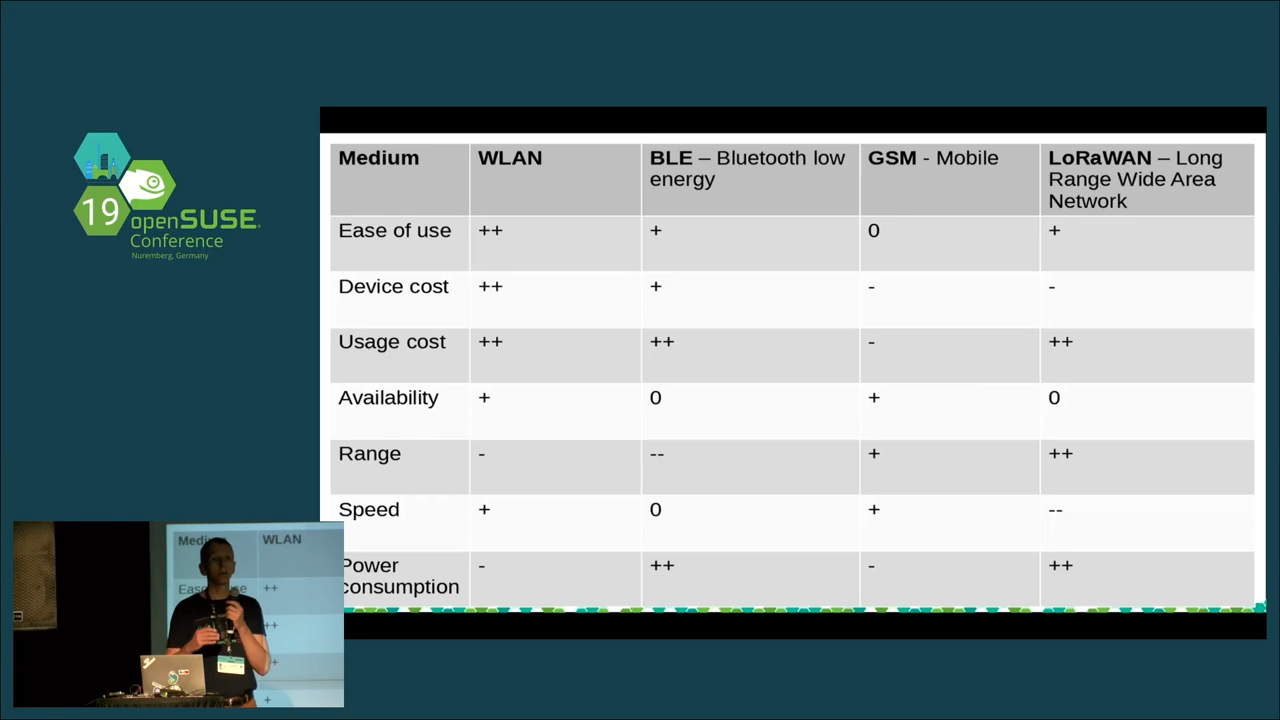 19
openSUSE
Conference
Nuremberg, Germany
Medium
WLAN
BLE – Bluetooth low
energy
GSM - Mobile
LoRaWAN – Long
Range Wide Area
Network
Ease of use
++
+
0
+
Device cost
++
+
-
-
Usage cost
++
++
-
++
Availability
+
0
+
0
Range
-
--
+
++
Speed
+
0
+
--
Power
consumption
-
++
-
++
Medium
WLAN
++
++
+
+